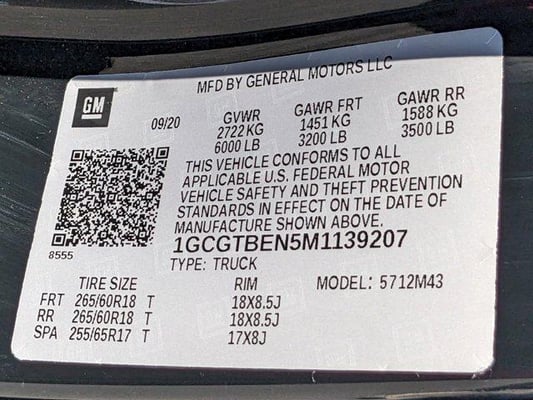 MFD BY GENERAL MOTORS LLC
GM
09/20 GVWR GAWR FRT GAWR RR
2722 KG 1451 KG 1588 KG
6000 LB 3200 LB 3500 LB
THIS VEHICLE CONFORMS TO ALL
APPLICABLE U.S. FEDERAL MOTOR
VEHICLE SAFETY AND THEFT PREVENTION
STANDARDS IN EFFECT ON THE DATE OF
MANUFACTURE SHOWN ABOVE.
8555
1GCGTBEN5M1139207
TYPE: TRUCK
TIRE SIZE RIM MODEL: 5712M43
FRT 265/60R18 T 18X8.5J
RR 265/60R18 T 18X8.5J
SPA 255/65R17 T 17X8J